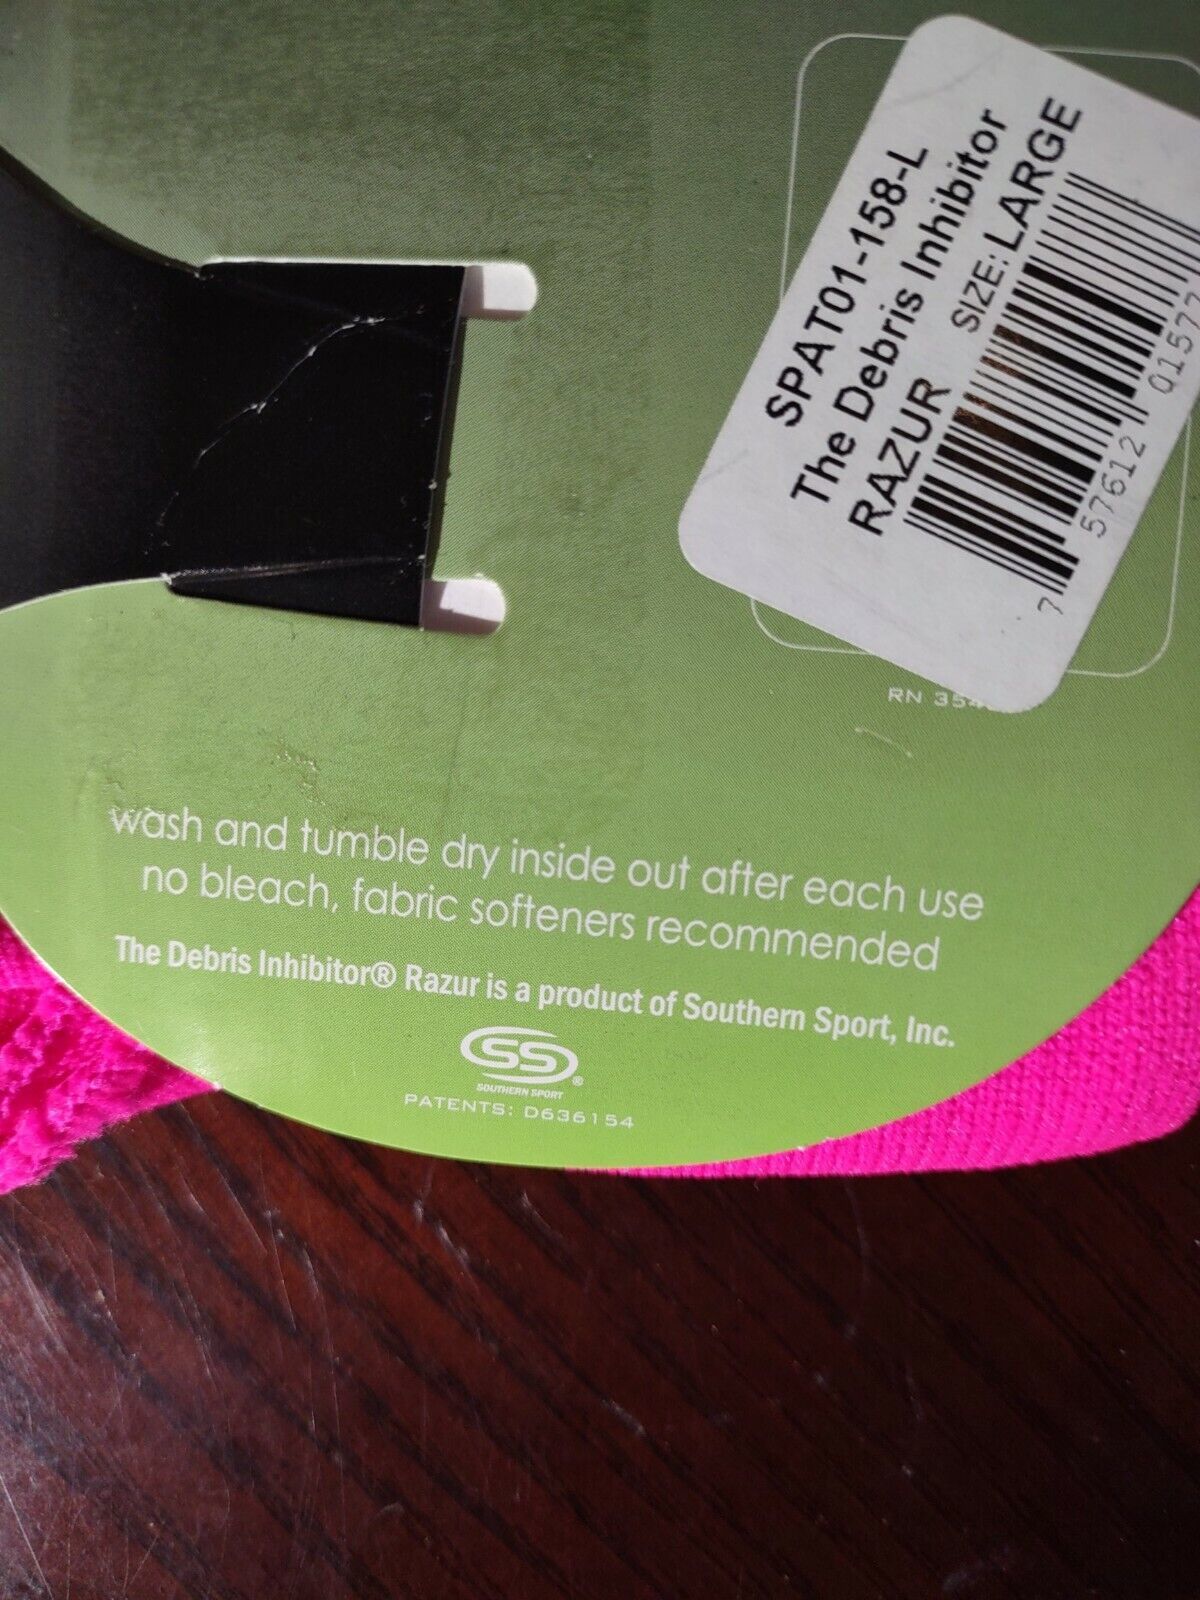 SPAT01-158-L
The Debris Inhibitor
RAZUR SIZE: LARGE
7 57612
RN
wash and tumble dry inside out after each use
no bleach, fabric softeners recommended
The Debris Inhibitor® Razur is a product of Southern Sport, Inc.
SS®
SOUTHERN SPORT
PATENTS: D636154